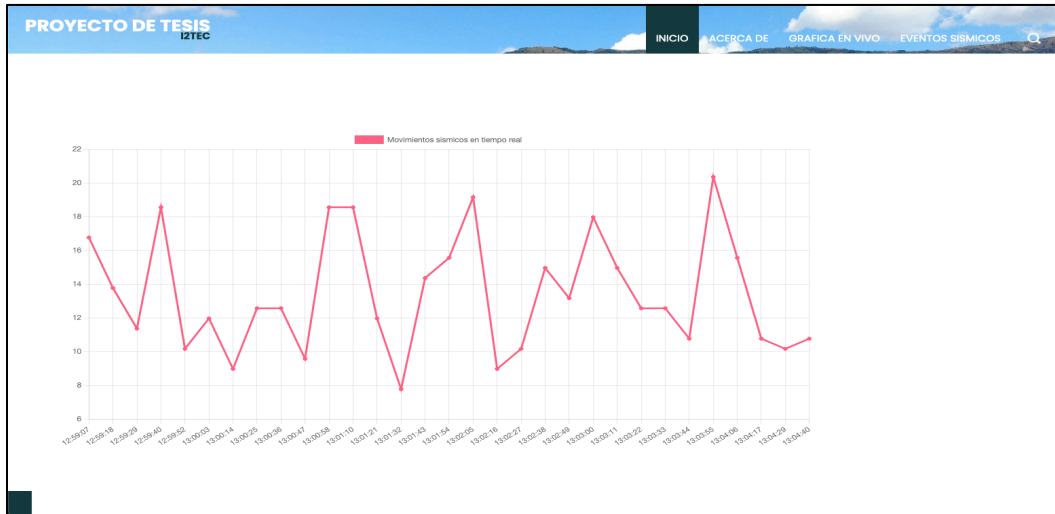 PROYECTO DE TESIS
I2TEC
INICIO ACERCA DE GRAFICA EN VIVO EVENTOS SISMICOS
Movimientos sismicos en tiempo real
22
20
18
16
14
12
10
8
6
12:59:07 12:59:18 12:59:29 12:59:40 12:59:52 13:00:03 13:00:14 13:00:25 13:00:36 13:00:47 13:00:58 13:01:10 13:01:21 13:01:32 13:01:43 13:01:54 13:02:05 13:02:16 13:02:27 13:02:38 13:02:49 13:03:00 13:03:11 13:03:22 13:03:33 13:03:44 13:03:55 13:04:06 13:04:17 13:04:29 13:04:40